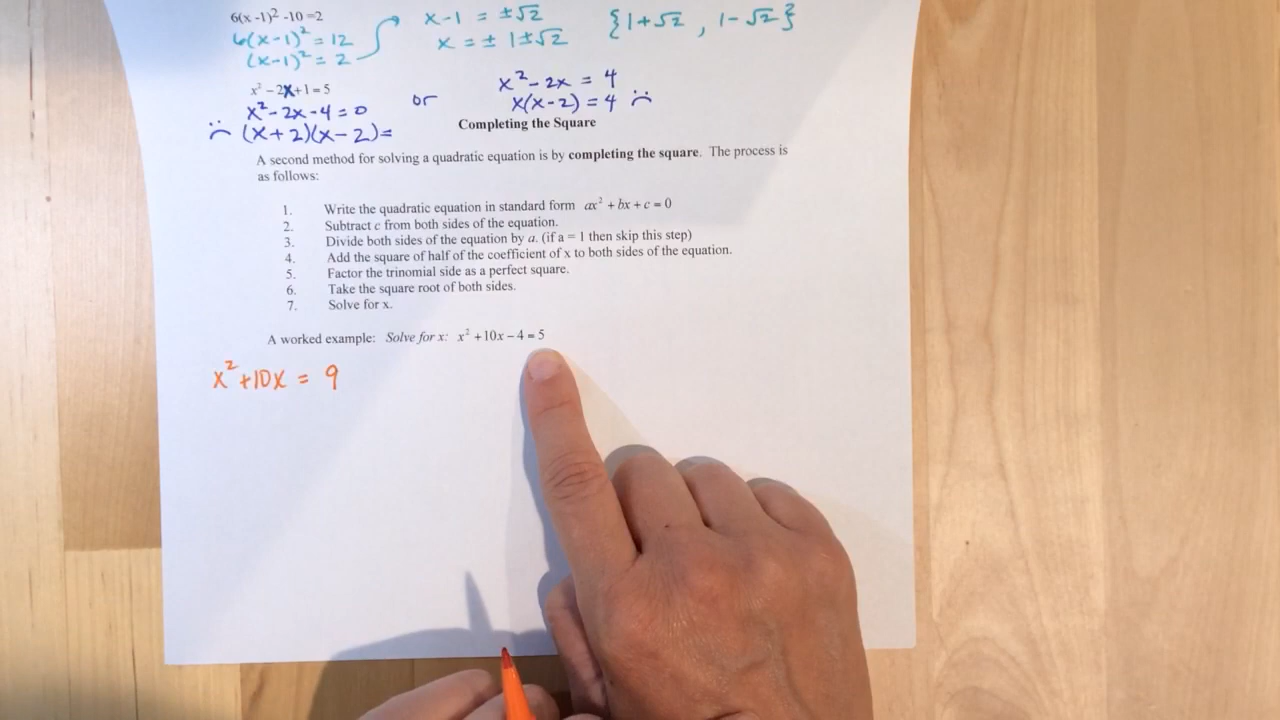 6(x -1)² -10 =2
6(x-1)² = 12
(x-1)² = 2
x-1 = ±√2
x = ± 1±√2
{1+√2 , 1-√2}
x² - 2x+1 = 5
x²-2x-4=0
(x+2)(x-2)=
or
x²-2x = 4
x(x-2) = 4
Completing the Square
A second method for solving a quadratic equation is by completing the square. The process is
as follows:
1. Write the quadratic equation in standard form ax² + bx + c = 0
2. Subtract c from both sides of the equation.
3. Divide both sides of the equation by a. (if a = 1 then skip this step)
4. Add the square of half of the coefficient of x to both sides of the equation.
5. Factor the trinomial side as a perfect square.
6. Take the square root of both sides.
7. Solve for x.
A worked example: Solve for x: x² +10x – 4 = 5
x²+10x = 9